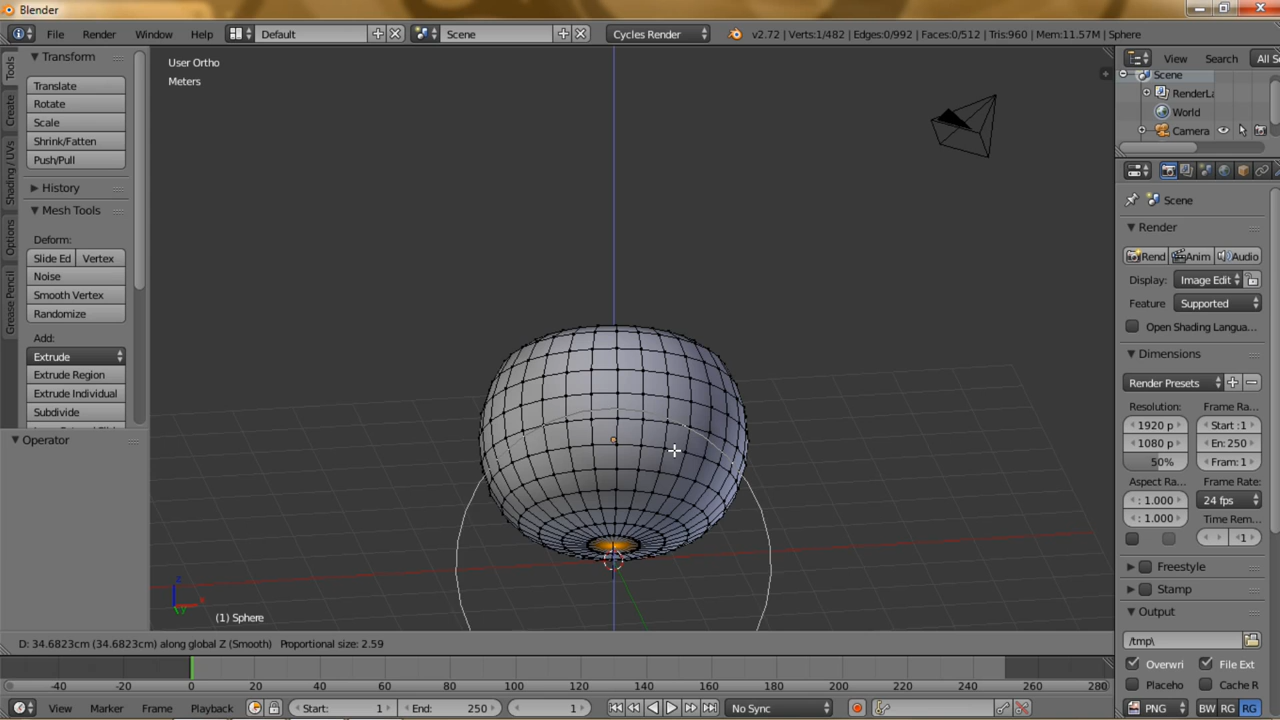 Blender
File Render Window Help Default Scene Cycles Render v2.72 | Verts:1/482 | Edges:0/992 | Faces:0/512 | Tris:960 | Mem:11.57M | Sphere
Tools
Create
Shading / UVs
Options
Grease Pencil
Transform
Translate
Rotate
Scale
Shrink/Fatten
Push/Pull
History
Mesh Tools
Deform:
Slide Ed Vertex
Noise
Smooth Vertex
Randomize
Add:
Extrude
Extrude Region
Extrude Individual
Subdivide
Operator
User Ortho
Meters
(1) Sphere
D: 34.6823cm (34.6823cm) along global Z (Smooth) Proportional size: 2.59
View Search All S
Scene
RenderLa
World
Camera
Scene
Render
Rend Anim Audio
Display: Image Edit
Feature Supported
Open Shading Langua...
Dimensions
Render Presets
Resolution: Frame Ra...
1920 p Start :1
1080 p En: 250
50% Fram: 1
Aspect Ra... Frame Rate:
: 1.000 24 fps
: 1.000 Time Rem...
1
Freestyle
Stamp
Output
/tmp\
Overwri File Ext
Placeho Cache R
PNG BW RG RG
-40 -20 0 20 40 60 80 100 120 140 160 180 200 220 240 260 280
View Marker Frame Playback Start: 1 End: 250 1 No Sync